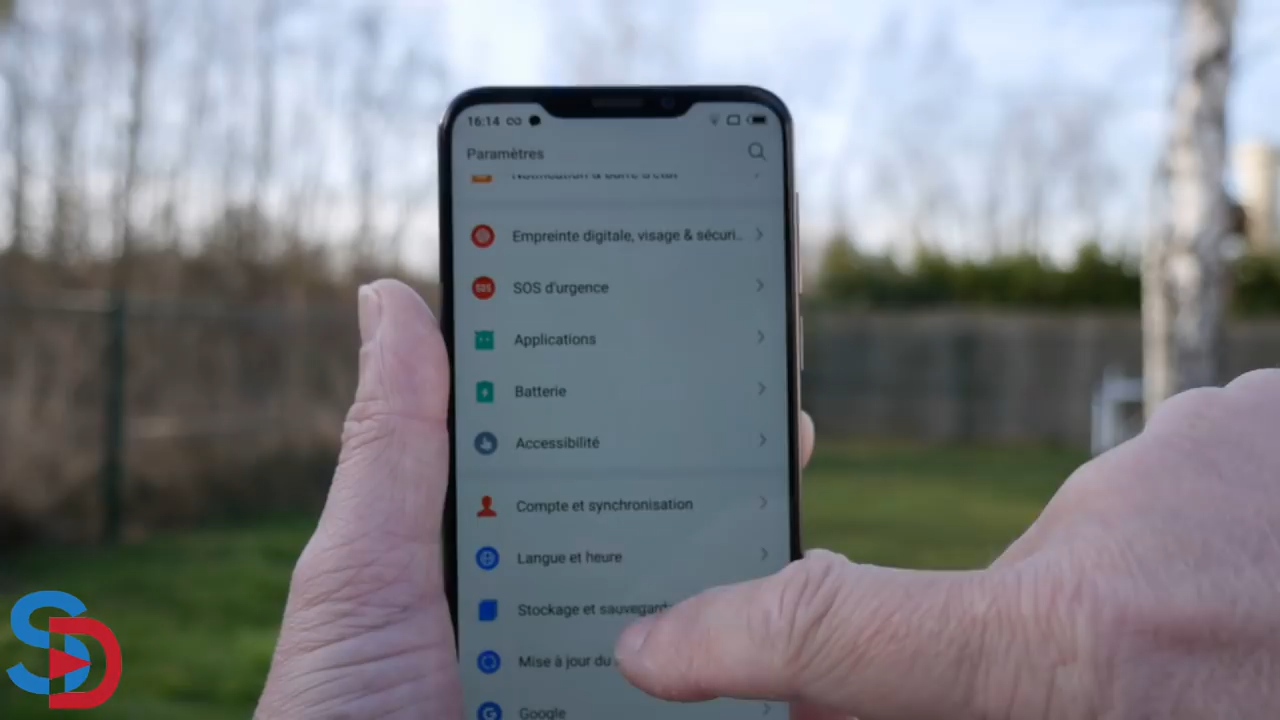 16:14
Paramètres
Empreinte digitale, visage & sécuri..
SOS
SOS d'urgence
Applications
Batterie
Accessibilité
Compte et synchronisation
Langue et heure
Stockage et sauvegard
Mise à jour du
Google
SD